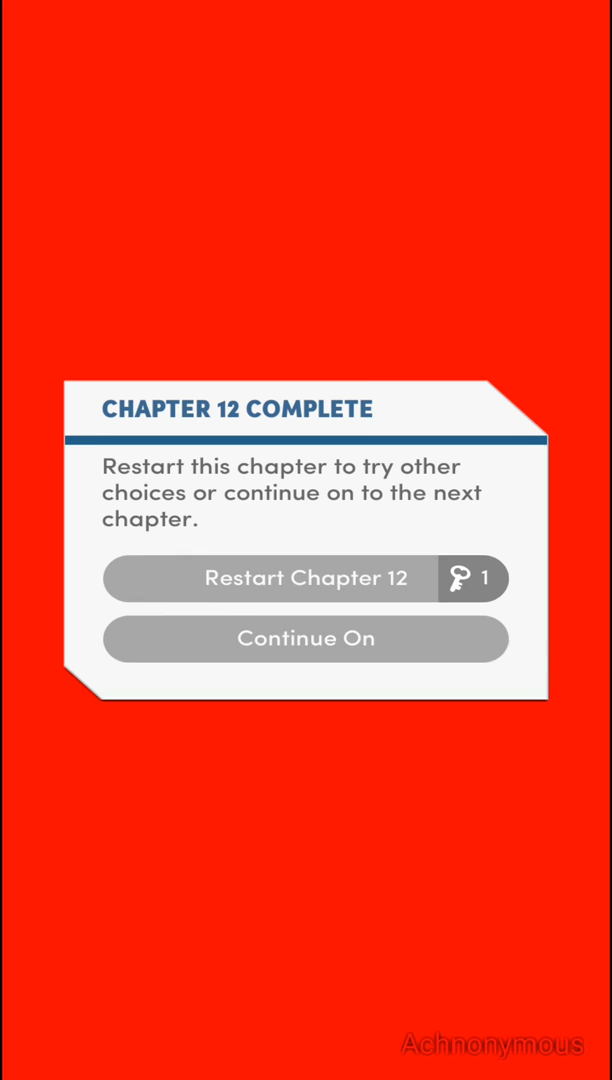 CHAPTER 12 COMPLETE
Restart this chapter to try other
choices or continue on to the next
chapter.
Restart Chapter 12 1
Continue On
Achnonymous